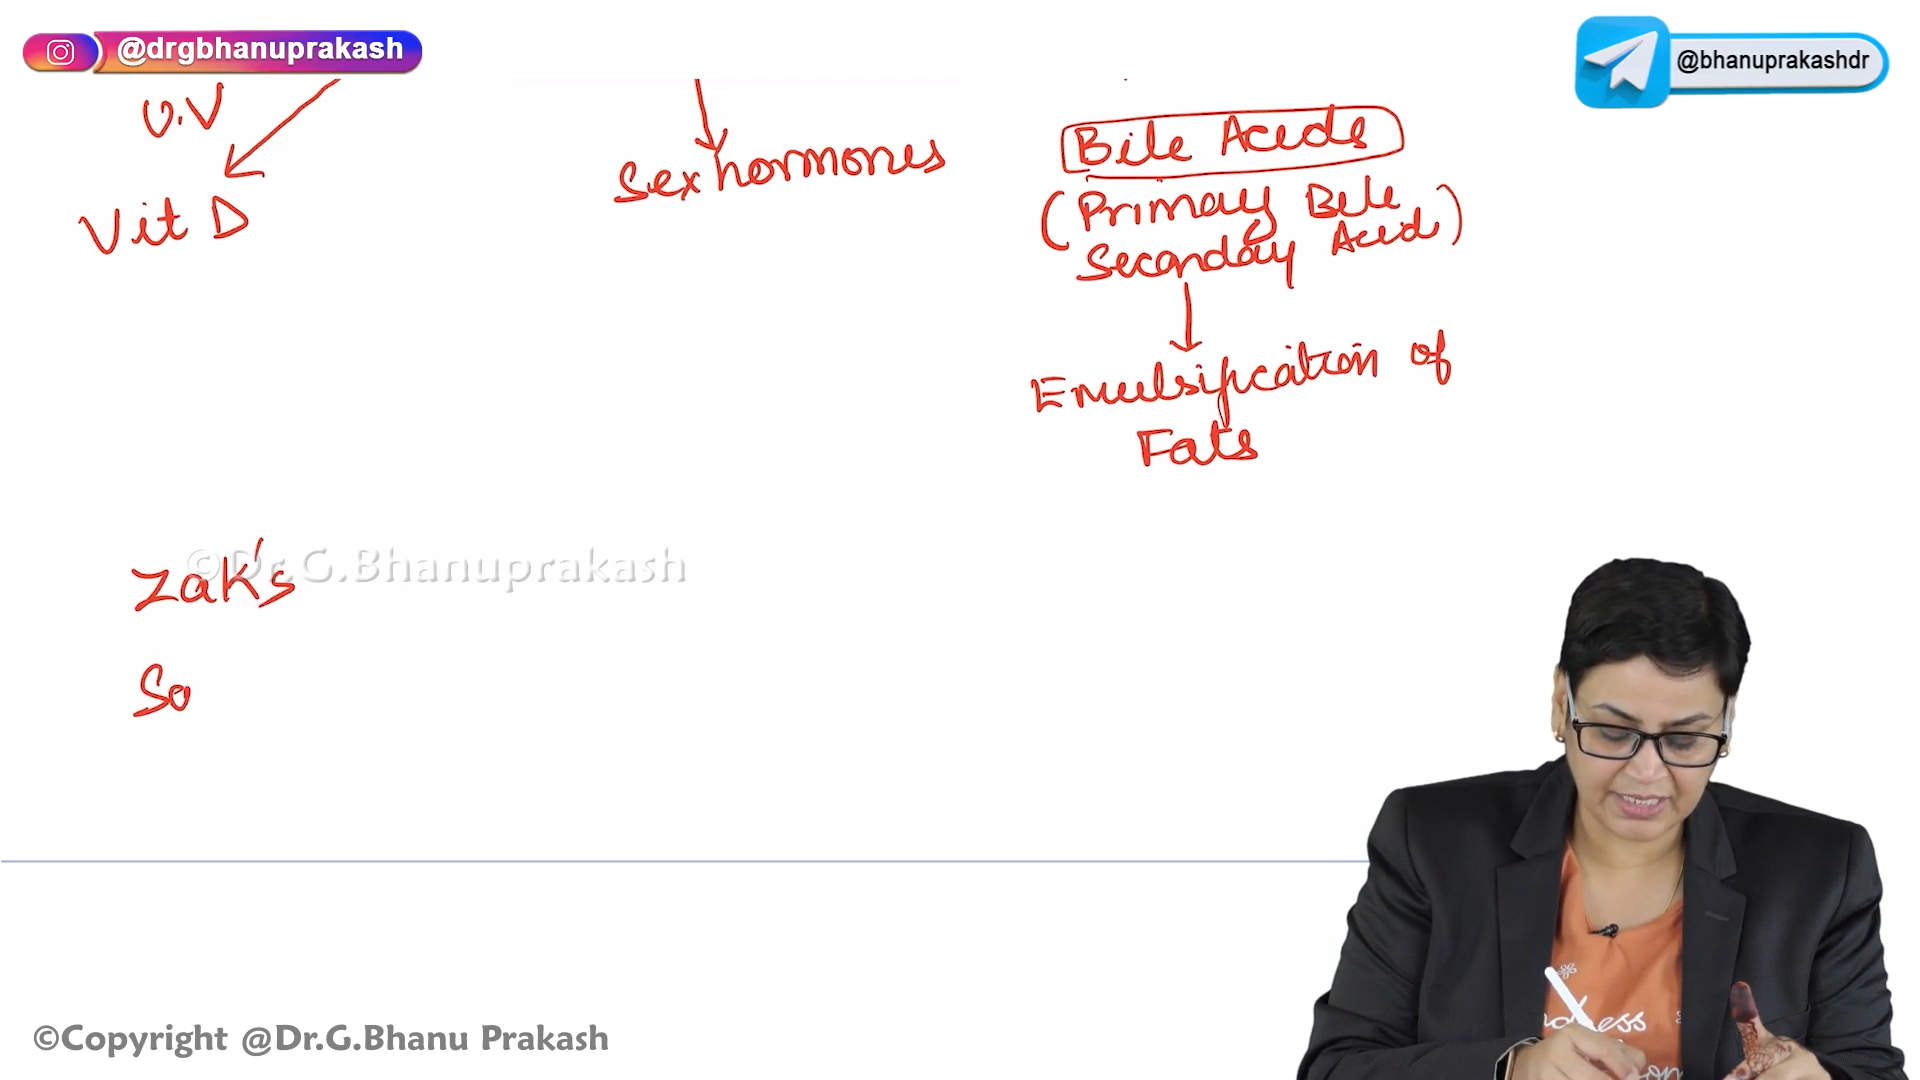 @drgbhanuprakash
@bhanuprakashdr
U.V
Vit D
Sex hormones
Bile Acids
(Primary Bile
Secondary Acid)
Emulsification of
Fats
©Dr.G.Bhanuprakash
Zak's
So
©Copyright @Dr.G.Bhanu Prakash